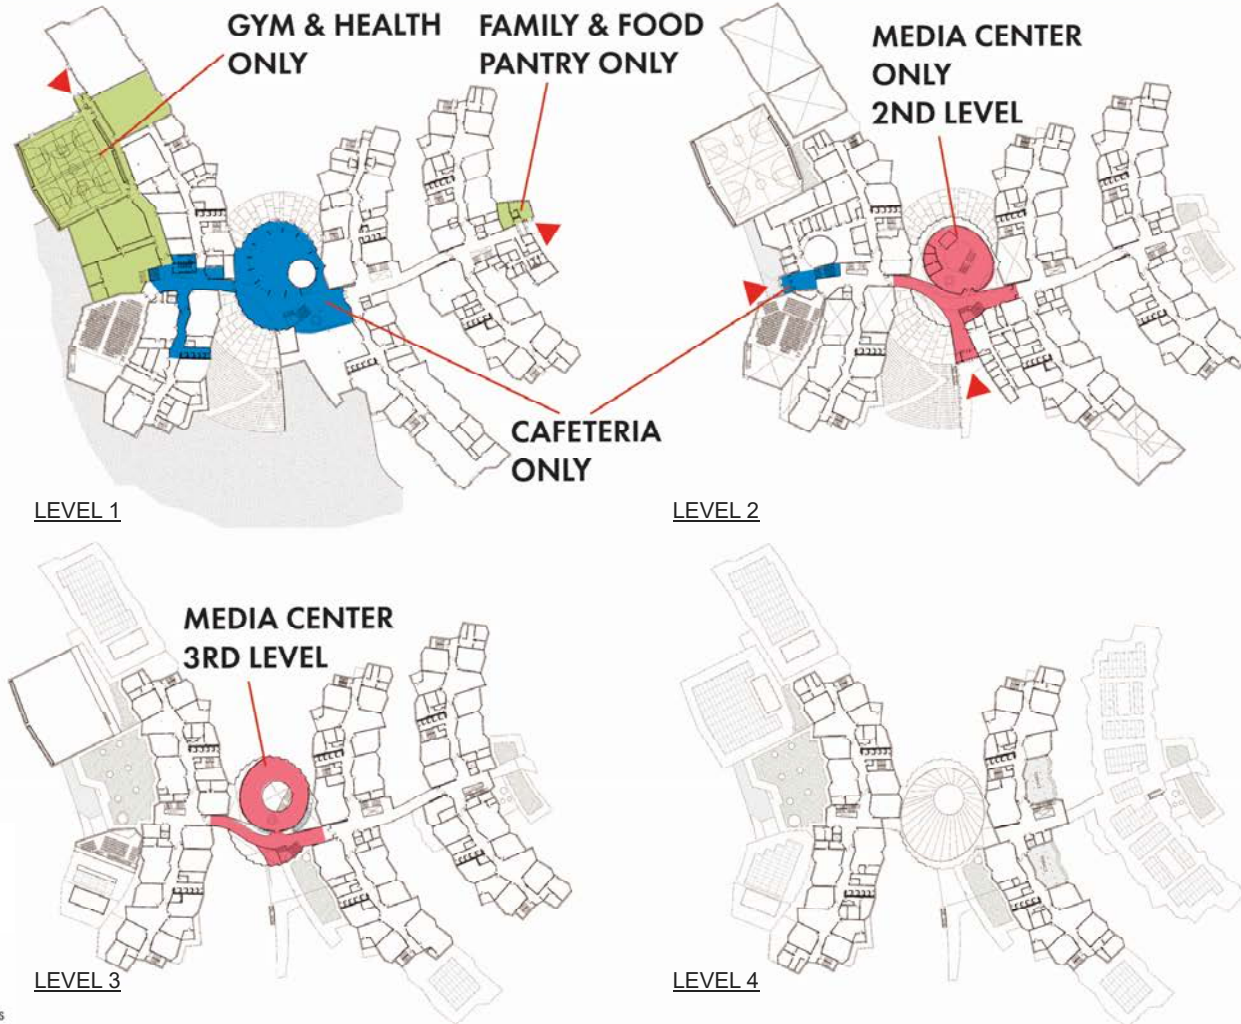 GYM & HEALTH
ONLY
FAMILY & FOOD
PANTRY ONLY
MEDIA CENTER
ONLY
2ND LEVEL
CAFETERIA
ONLY
LEVEL 1
LEVEL 2
MEDIA CENTER
3RD LEVEL
LEVEL 3
LEVEL 4